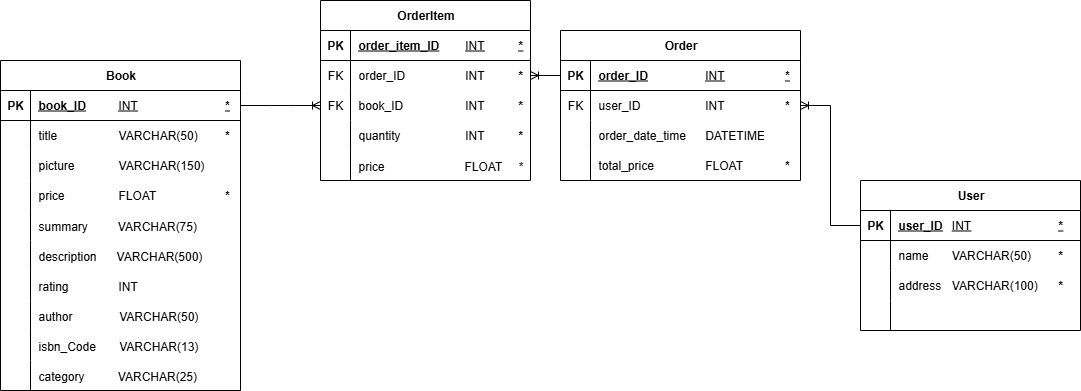 Book
PK book_ID INT *
title VARCHAR(50) *
picture VARCHAR(150)
price FLOAT *
summary VARCHAR(75)
description VARCHAR(500)
rating INT
author VARCHAR(50)
isbn_Code VARCHAR(13)
category VARCHAR(25)
OrderItem
PK order_item_ID INT *
FK order_ID INT *
FK book_ID INT *
quantity INT *
price FLOAT *
Order
PK order_ID INT *
FK user_ID INT *
order_date_time DATETIME
total_price FLOAT *
User
PK user_ID INT *
name VARCHAR(50) *
address VARCHAR(100) *